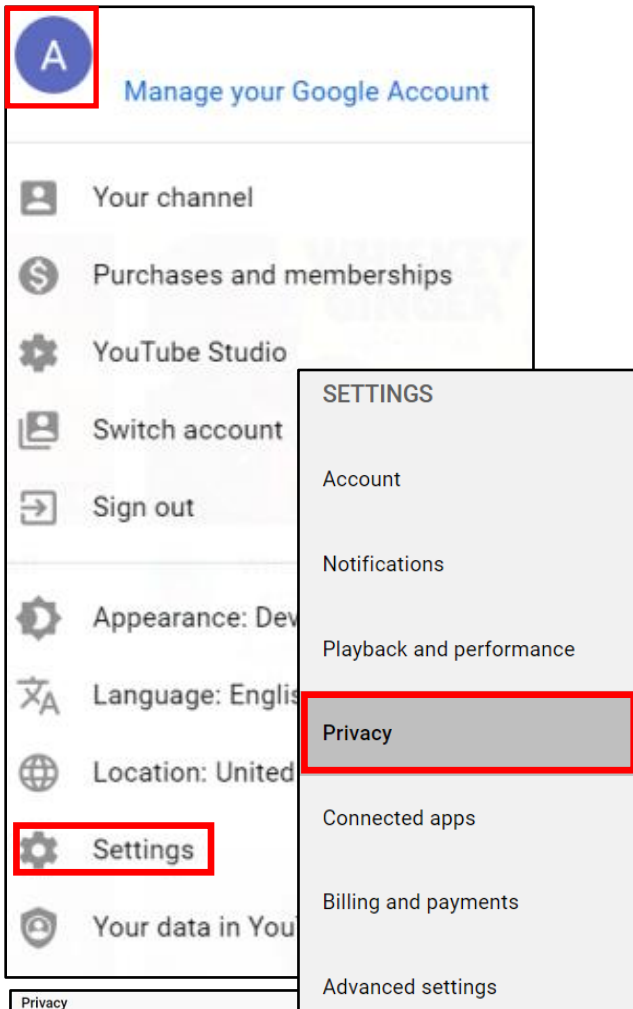 A
Manage your Google Account
Your channel
Purchases and memberships
YouTube Studio
Switch account
Sign out
Appearance: Dev
Language: Englis
Location: United
Settings
Your data in You
SETTINGS
Account
Notifications
Playback and performance
Privacy
Connected apps
Billing and payments
Advanced settings
Privacy